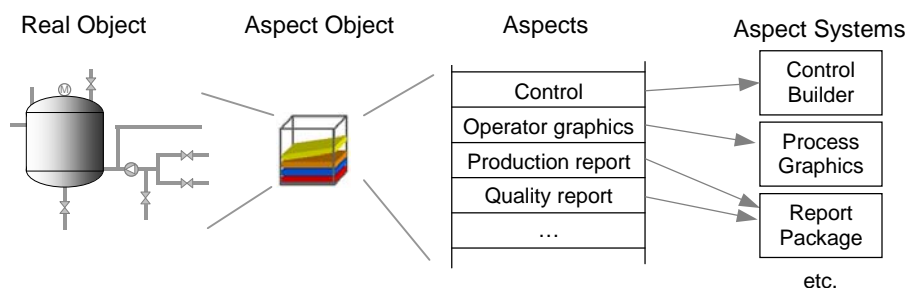 Real Object
Aspect Object
Aspects
Aspect Systems
M
Control
Operator graphics
Production report
Quality report
…
Control
Builder
Process
Graphics
Report
Package
etc.